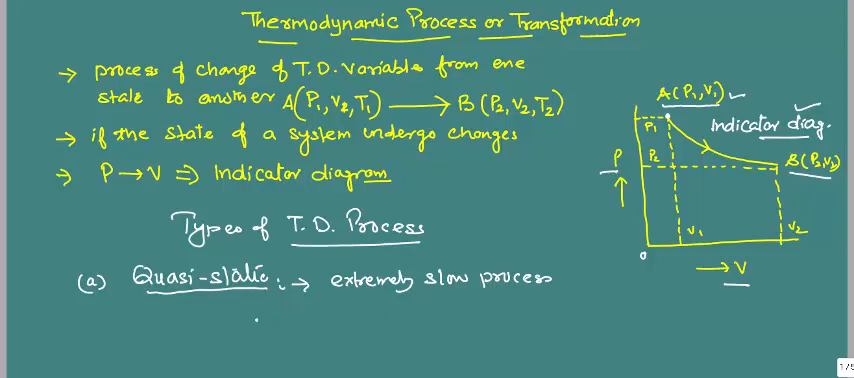 Thermodynamic Process or Transformation
→ process of change of T.D. variable from one
state to another A(P₁, V₂, T₁) ⟶ B(P₂, V₂, T₂)
→ if the state of a system undergo changes
→ P → V ⇒ Indicator diagram
Types of T.D. Process
(a) Quasi-static :→ extremely slow process
A(P₁, V₁) ✓
Indicator diag. ✓
P₁
P
P₂
B(P₂, V₂)
V₁
V₂
0
→ V
175